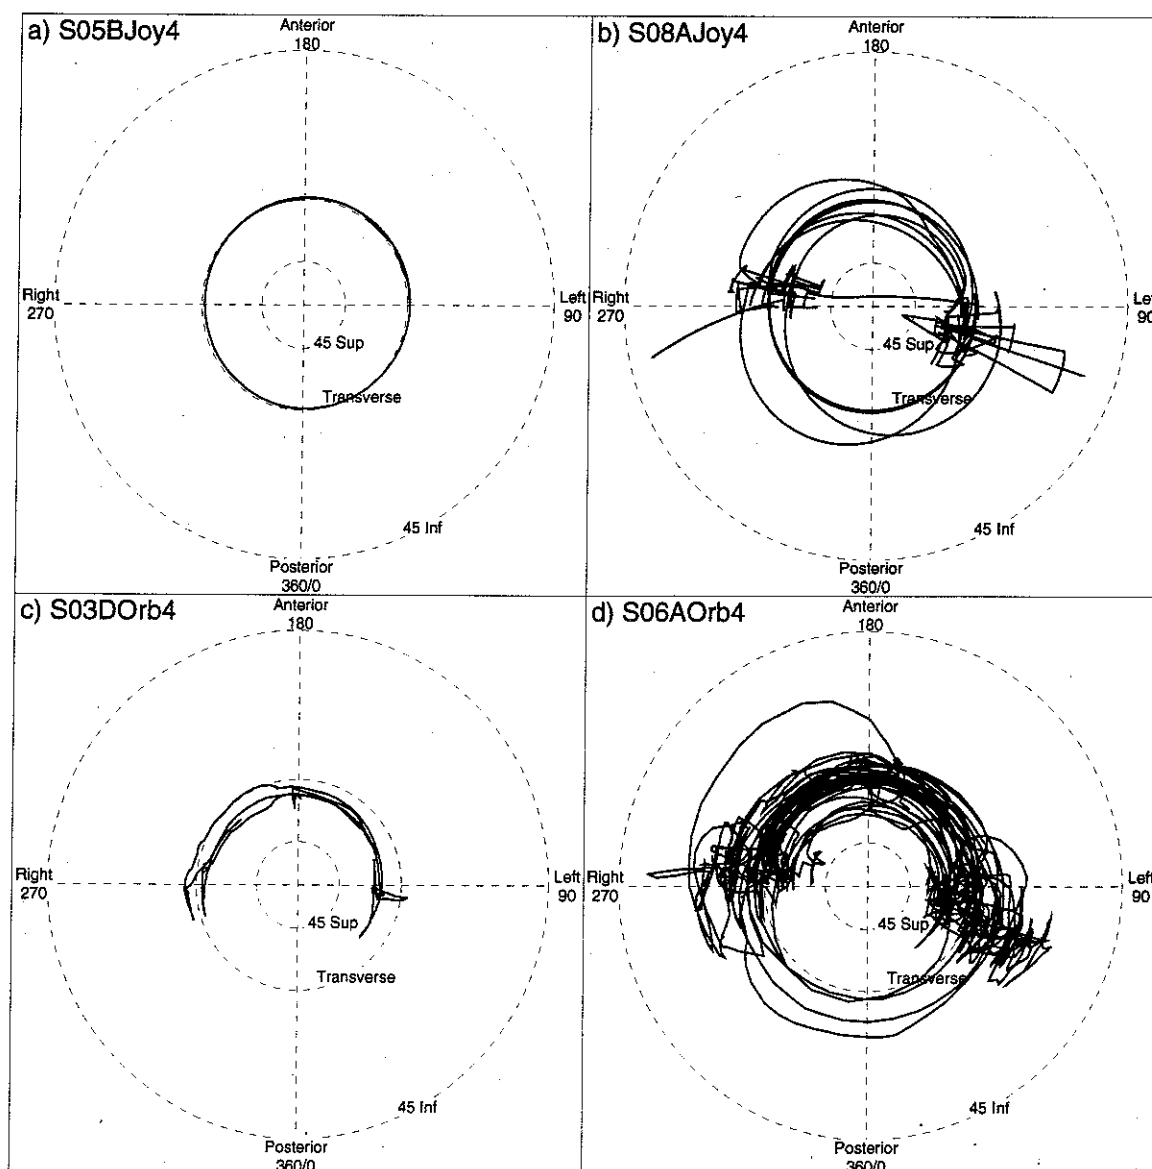 a) S05BJoy4
Anterior
180
Right
270
Left
90
45 Sup
Transverse
45 Inf
Posterior
360/0
b) S08AJoy4
Anterior
180
Right
270
Lef
90
45 Sup
Transverse
45 Inf
Posterior
360/0
c) S03DOrb4
Anterior
180
Right
270
Left
90
45 Sup
Transverse
45 Inf
Posterior
360/0
d) S06AOrb4
Anterior
180
Right
270
Left
90
45 Sup
Transverse
45 Inf
Posterior
360/0